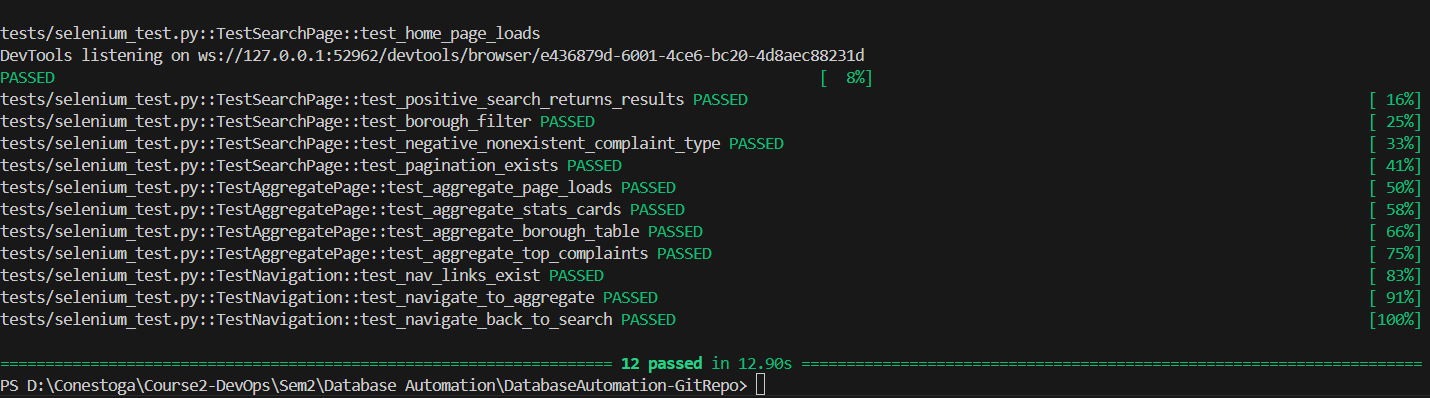 tests/selenium_test.py::TestSearchPage::test_home_page_loads
DevTools listening on ws://127.0.0.1:52962/devtools/browser/e436879d-6001-4ce6-bc20-4d8aec88231d
PASSED [  8%]
tests/selenium_test.py::TestSearchPage::test_positive_search_returns_results PASSED [ 16%]
tests/selenium_test.py::TestSearchPage::test_borough_filter PASSED [ 25%]
tests/selenium_test.py::TestSearchPage::test_negative_nonexistent_complaint_type PASSED [ 33%]
tests/selenium_test.py::TestSearchPage::test_pagination_exists PASSED [ 41%]
tests/selenium_test.py::TestAggregatePage::test_aggregate_page_loads PASSED [ 50%]
tests/selenium_test.py::TestAggregatePage::test_aggregate_stats_cards PASSED [ 58%]
tests/selenium_test.py::TestAggregatePage::test_aggregate_borough_table PASSED [ 66%]
tests/selenium_test.py::TestAggregatePage::test_aggregate_top_complaints PASSED [ 75%]
tests/selenium_test.py::TestNavigation::test_nav_links_exist PASSED [ 83%]
tests/selenium_test.py::TestNavigation::test_navigate_to_aggregate PASSED [ 91%]
tests/selenium_test.py::TestNavigation::test_navigate_back_to_search PASSED [100%]
==================================================================== 12 passed in 12.90s =====================================================================
PS D:\Conestoga\Course2-DevOps\Sem2\Database Automation\DatabaseAutomation-GitRepo>